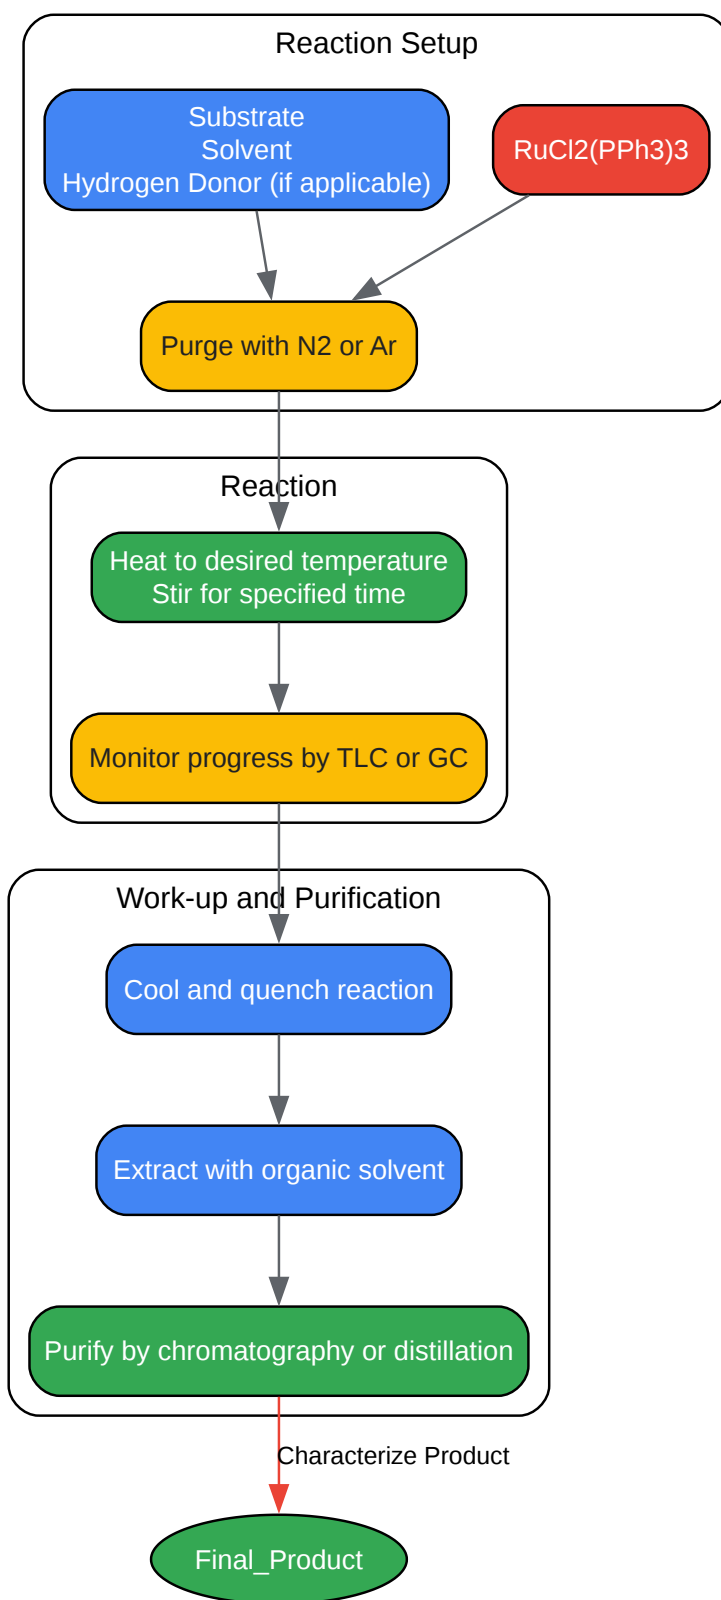 Reaction Setup
Substrate
Solvent
Hydrogen Donor (if applicable)
RuCl2(PPh3)3
Purge with N2 or Ar
Reaction
Heat to desired temperature
Stir for specified time
Monitor progress by TLC or GC
Work-up and Purification
Cool and quench reaction
Extract with organic solvent
Purify by chromatography or distillation
Characterize Product
Final_Product